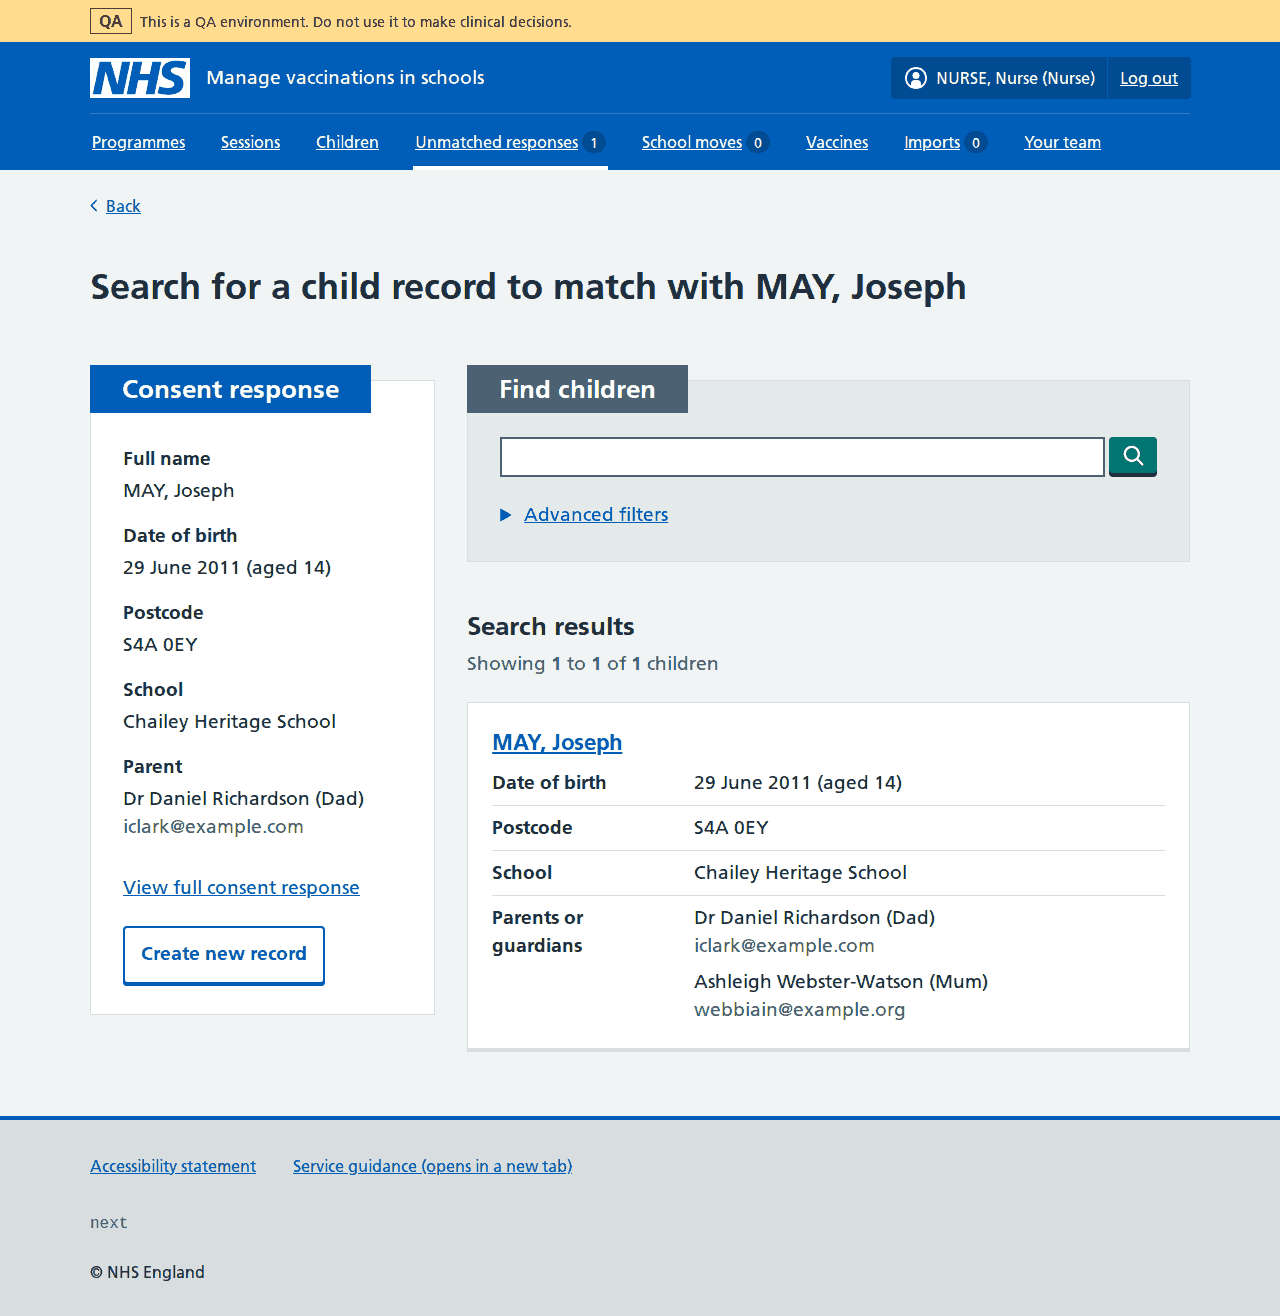 QA This is a QA environment. Do not use it to make clinical decisions.
NHS Manage vaccinations in schools NURSE, Nurse (Nurse) Log out
Programmes Sessions Children Unmatched responses 1 School moves 0 Vaccines Imports 0 Your team
Back
Search for a child record to match with MAY, Joseph
Consent response
Full name
MAY, Joseph
Date of birth
29 June 2011 (aged 14)
Postcode
S4A 0EY
School
Chailey Heritage School
Parent
Dr Daniel Richardson (Dad)
iclark@example.com
View full consent response
Create new record
Find children
Advanced filters
Search results
Showing 1 to 1 of 1 children
MAY, Joseph
Date of birth 29 June 2011 (aged 14)
Postcode S4A 0EY
School Chailey Heritage School
Parents or guardians Dr Daniel Richardson (Dad)
iclark@example.com
Ashleigh Webster-Watson (Mum)
webbiain@example.org
Accessibility statement Service guidance (opens in a new tab)
next
© NHS England